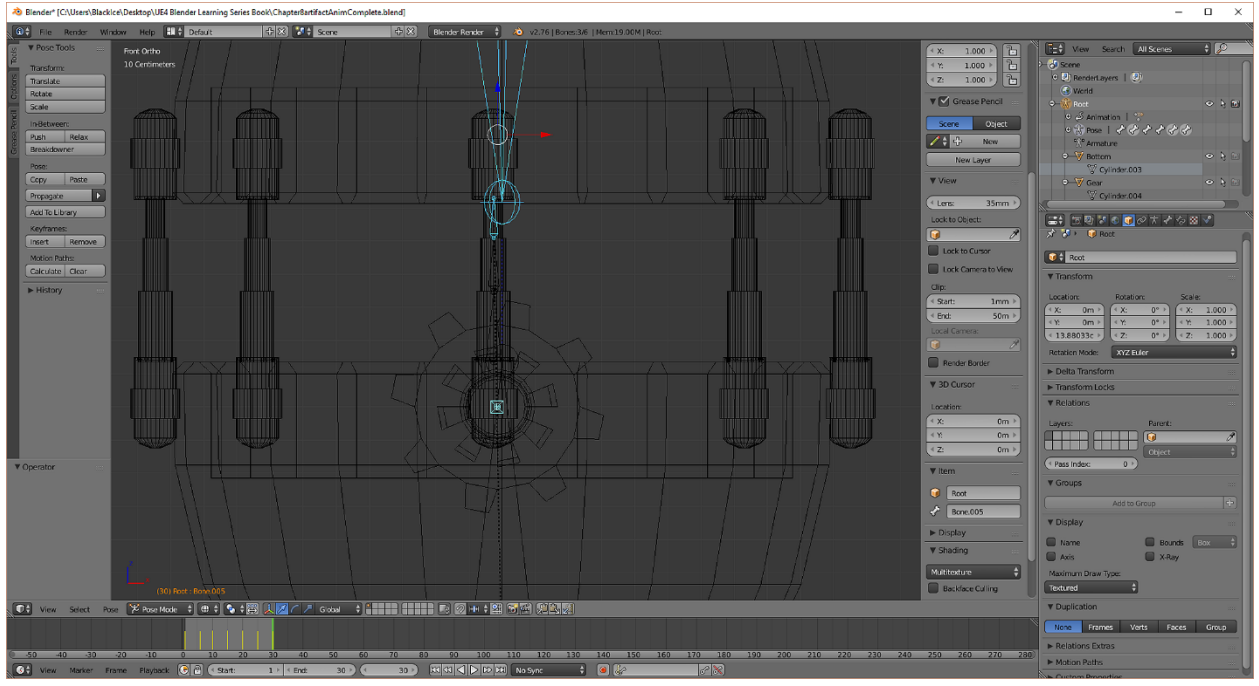 Blender* [C:\Users\BlackIce\Desktop\UE4 Blender Learning Series Book\Chapter8artifactAnimComplete.blend]
File Render Window Help Default Scene Blender Render v2.76 | Bones:3/6 | Mem:19.00M | Root
Tools
Options
Grease Pencil
Pose Tools
Transform:
Translate
Rotate
Scale
In-Between:
Push Relax
Breakdowner
Pose:
Copy Paste
Propagate
Add To Library
Keyframes:
Insert Remove
Motion Paths:
Calculate Clear
History
Operator
Front Ortho
10 Centimeters
(30) Root : Bone.005
X: 1.000
Y: 1.000
Z: 1.000
Grease Pencil
Scene Object
New
New Layer
View
Lens: 35mm
Lock to Object:
Lock to Cursor
Lock Camera to View
Clip:
Start: 1mm
End: 50m
Local Camera:
Render Border
3D Cursor
Location:
X: 0m
Y: 0m
Z: 0m
Item
Root
Bone.005
Display
Shading
Multitexture
Backface Culling
View Search All Scenes
Scene
RenderLayers |
World
Root
Animation |
Pose |
Armature
Bottom
Cylinder.003
Gear
Cylinder.004
Root
Root
Transform
Location: Rotation: Scale:
X: 0m X: 0° X: 1.000
Y: 0m Y: 0° Y: 1.000
13.88033c Z: 0° Z: 1.000
Rotation Mode: XYZ Euler
Delta Transform
Transform Locks
Relations
Layers: Parent:
Object
Pass Index: 0
Groups
Add to Group
Display
Name Bounds Box
Axis X-Ray
Maximum Draw Type:
Textured
Duplication
None Frames Verts Faces Group
Relations Extras
Motion Paths
Custom Properties
View Select Pose Pose Mode Global
-50 -40 -30 -20 -10 0 10 20 30 40 50 60 70 80 90 100 110 120 130 140 150 160 170 180 190 200 210 220 230 240 250 260 270 280
View Marker Frame Playback Start: 1 End: 30 30 No Sync